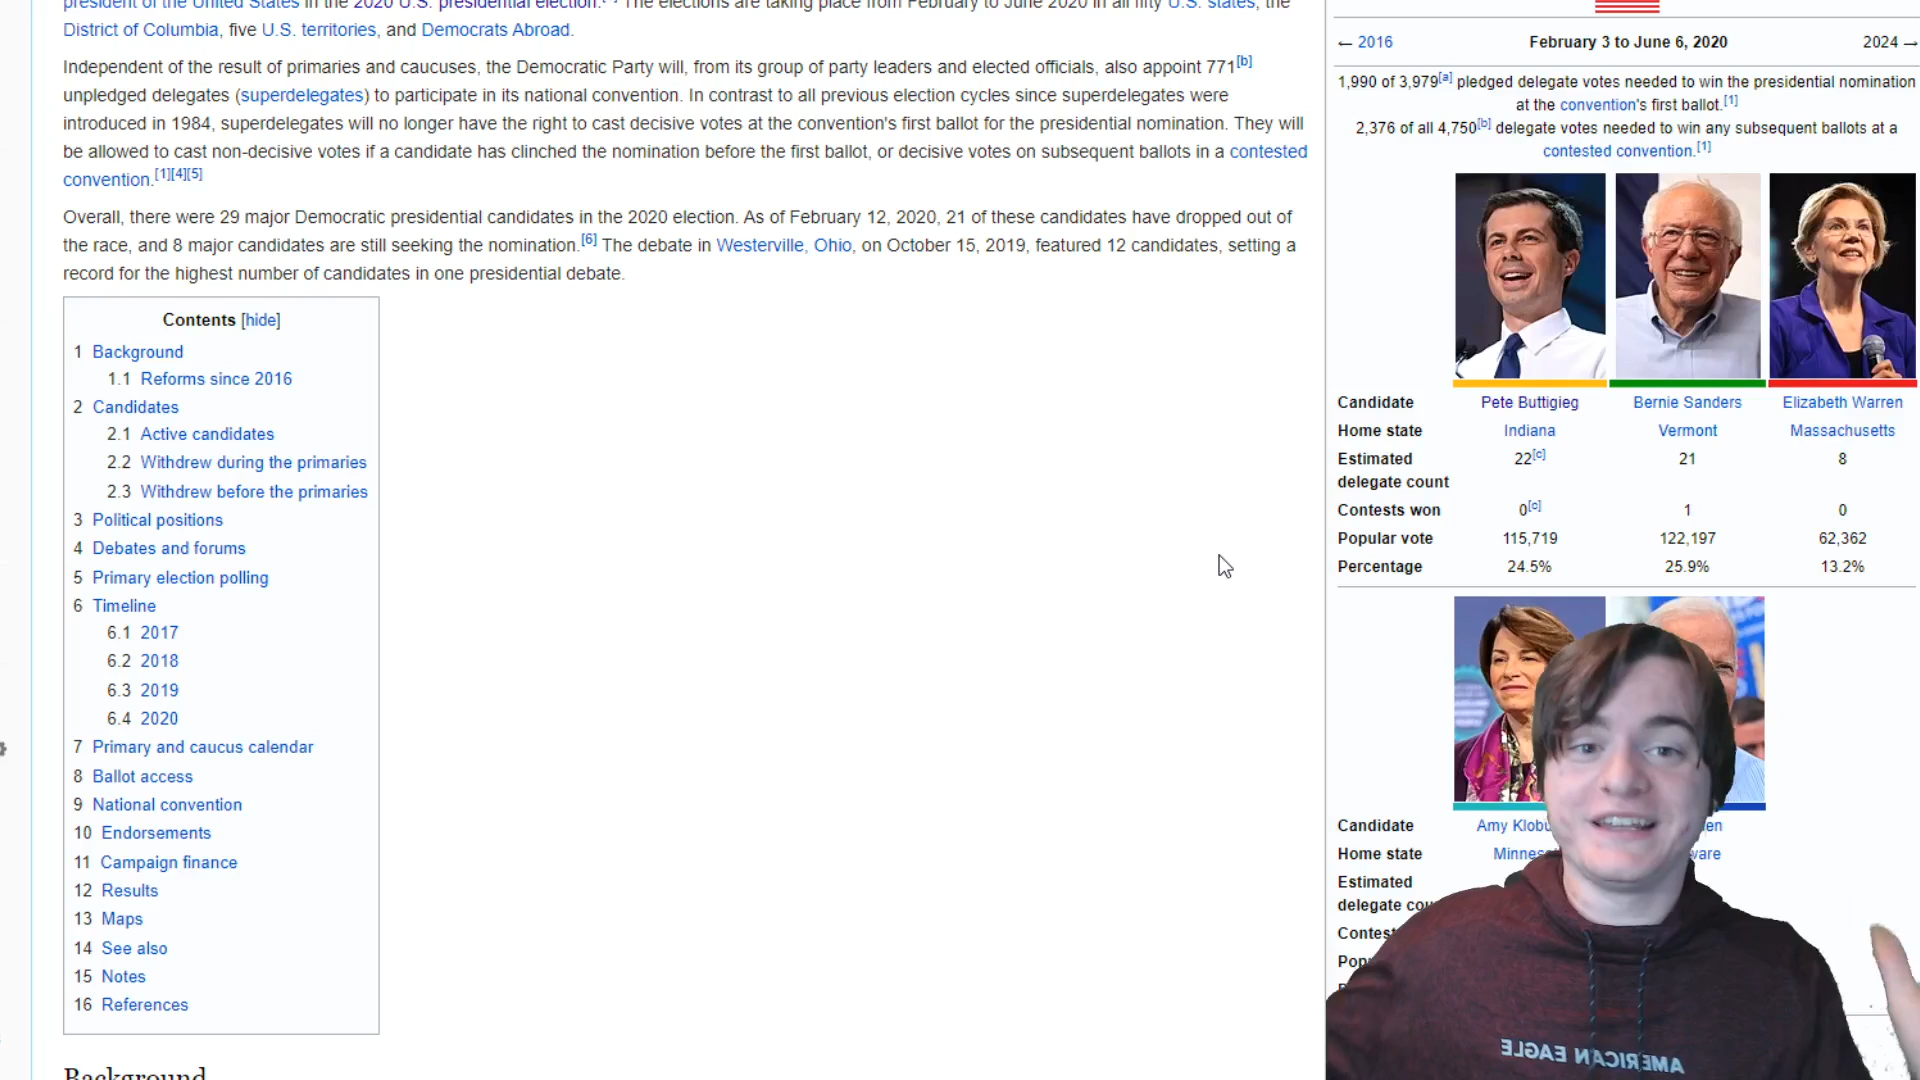 president of the United States in the 2020 U.S. presidential election. The elections are taking place from February to June 2020 in all fifty U.S. states, the
District of Columbia, five U.S. territories, and Democrats Abroad.
Independent of the result of primaries and caucuses, the Democratic Party will, from its group of party leaders and elected officials, also appoint 771[b]
unpledged delegates (superdelegates) to participate in its national convention. In contrast to all previous election cycles since superdelegates were
introduced in 1984, superdelegates will no longer have the right to cast decisive votes at the convention's first ballot for the presidential nomination. They will
be allowed to cast non-decisive votes if a candidate has clinched the nomination before the first ballot, or decisive votes on subsequent ballots in a contested
convention.[1][4][5]
Overall, there were 29 major Democratic presidential candidates in the 2020 election. As of February 12, 2020, 21 of these candidates have dropped out of
the race, and 8 major candidates are still seeking the nomination.[6] The debate in Westerville, Ohio, on October 15, 2019, featured 12 candidates, setting a
record for the highest number of candidates in one presidential debate.
Contents [hide]
1 Background
1.1 Reforms since 2016
2 Candidates
2.1 Active candidates
2.2 Withdrew during the primaries
2.3 Withdrew before the primaries
3 Political positions
4 Debates and forums
5 Primary election polling
6 Timeline
6.1 2017
6.2 2018
6.3 2019
6.4 2020
7 Primary and caucus calendar
8 Ballot access
9 National convention
10 Endorsements
11 Campaign finance
12 Results
13 Maps
14 See also
15 Notes
16 References
Background
← 2016 February 3 to June 6, 2020 2024 →
1,990 of 3,979[a] pledged delegate votes needed to win the presidential nomination
at the convention's first ballot.[1]
2,376 of all 4,750[b] delegate votes needed to win any subsequent ballots at a
contested convention.[1]
Candidate Pete Buttigieg Bernie Sanders Elizabeth Warren
Home state Indiana Vermont Massachusetts
Estimated 22[c] 21 8
delegate count
Contests won 0[c] 1 0
Popular vote 115,719 122,197 62,362
Percentage 24.5% 25.9% 13.2%
Candidate Amy Klobu en
Home state Minnes ware
Estimated
delegate cou
Contest
Pop
AMERICAN EAGLE